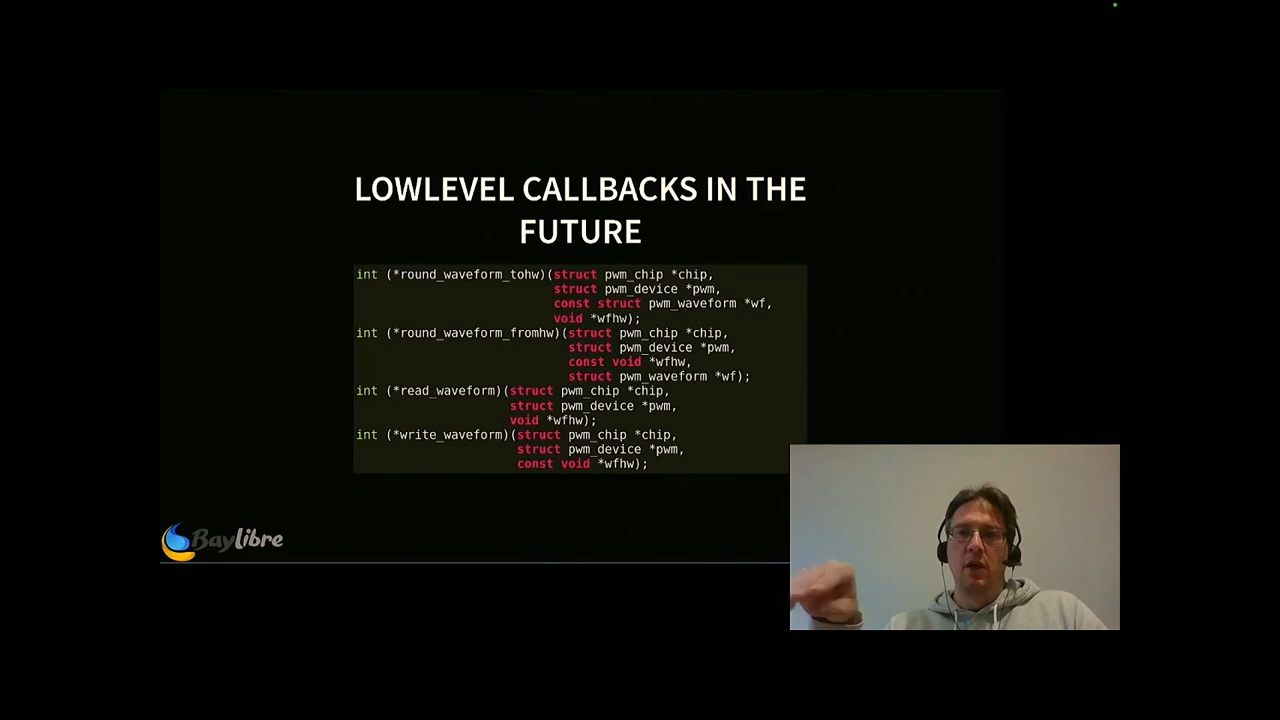 LOWLEVEL CALLBACKS IN THE
FUTURE
int (*round_waveform_tohw)(struct pwm_chip *chip,
struct pwm_device *pwm,
const struct pwm_waveform *wf,
void *wfhw);
int (*round_waveform_fromhw)(struct pwm_chip *chip,
struct pwm_device *pwm,
const void *wfhw,
struct pwm_waveform *wf);
int (*read_waveform)(struct pwm_chip *chip,
struct pwm_device *pwm,
void *wfhw);
int (*write_waveform)(struct pwm_chip *chip,
struct pwm_device *pwm,
const void *wfhw);
Baylibre